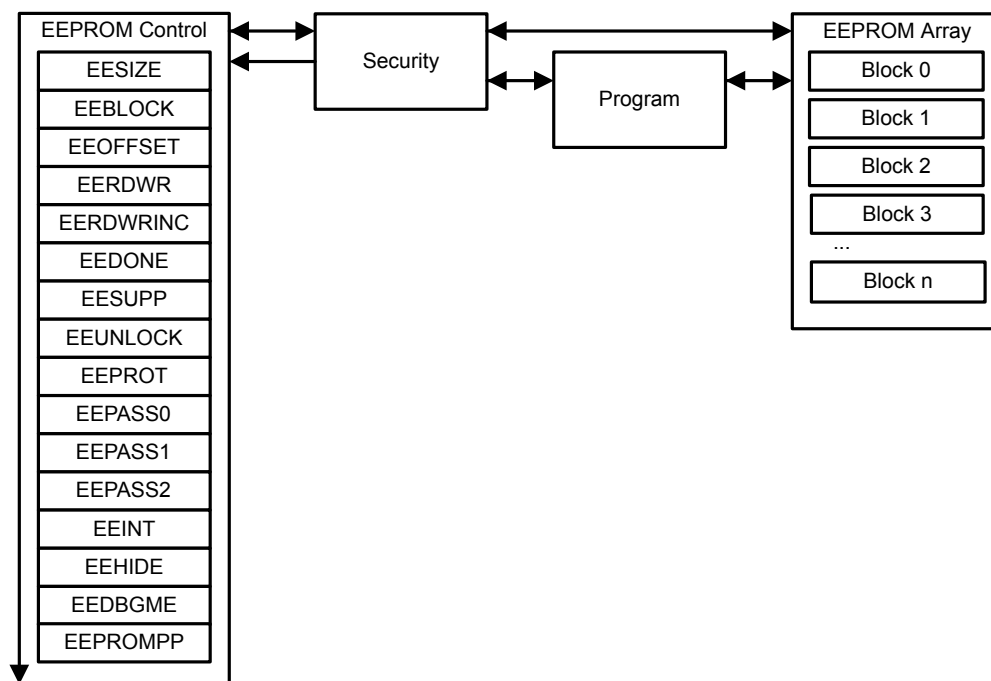 EEPROM Control
EESIZE
EEBLOCK
EEOFFSET
EERDWR
EERDWRINC
EEDONE
EESUPP
EEUNLOCK
EEPROT
EEPASS0
EEPASS1
EEPASS2
EEINT
EEHIDE
EEDBGME
EEPROMPP
Security
Program
EEPROM Array
Block 0
Block 1
Block 2
Block 3
...
Block n